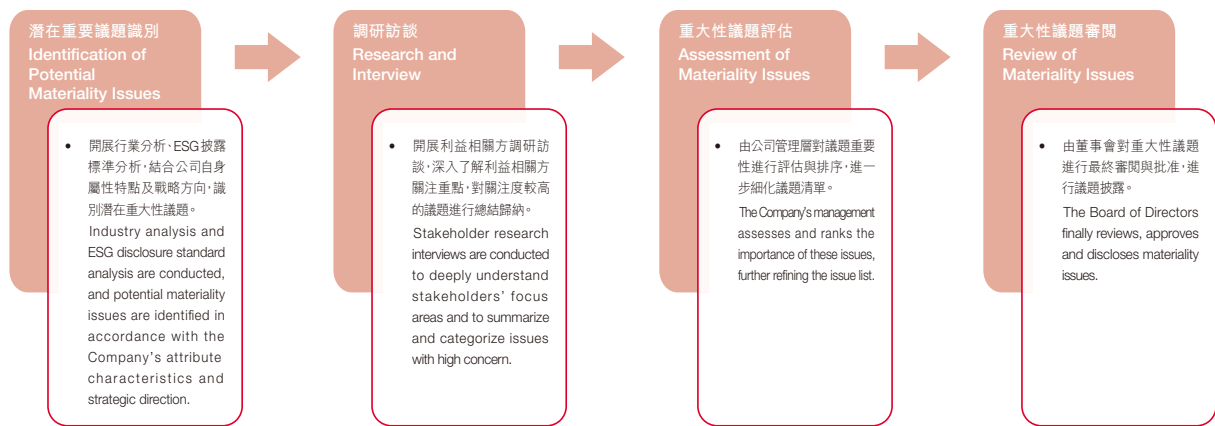 潛在重要議題識別
Identification of
Potential
Materiality Issues
• 開展行業分析、ESG披露
標準分析，結合公司自身
屬性特點及戰略方向，識
別潛在重大性議題。
Industry analysis and
ESG disclosure standard
analysis are conducted,
and potential materiality
issues are identified in
accordance with the
Company's attribute
characteristics and
strategic direction.
調研訪談
Research and
Interview
• 開展利益相關方調研訪
談，深入了解利益相關方
關注重點，對關注度較高
的議題進行總結歸納。
Stakeholder research
interviews are conducted
to deeply understand
stakeholders' focus
areas and to summarize
and categorize issues
with high concern.
重大性議題評估
Assessment of
Materiality Issues
• 由公司管理層對議題重要
性進行評估與排序，進一
步細化議題清單。
The Company's management
assesses and ranks the
importance of these issues,
further refining the issue list.
重大性議題審閱
Review of
Materiality Issues
• 由董事會對重大性議題
進行最終審閱與批准，進
行議題披露。
The Board of Directors
finally reviews, approves
and discloses materiality
issues.